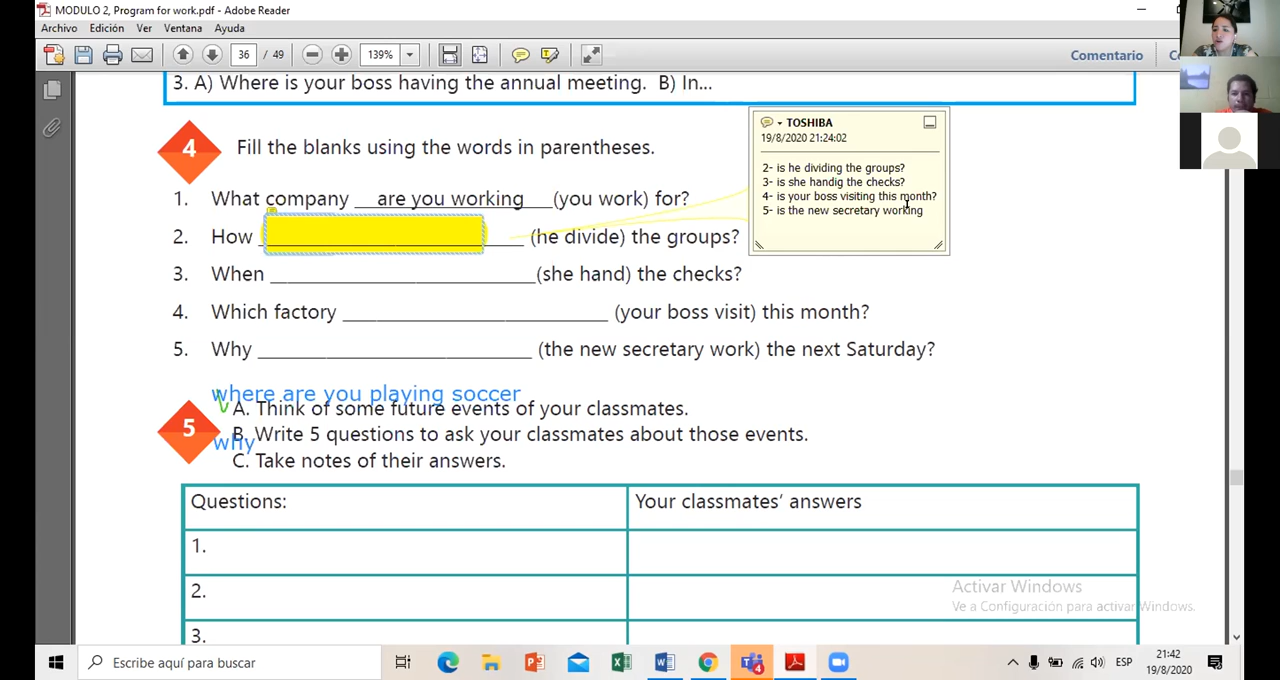 MODULO 2, Program for work.pdf - Adobe Reader
Archivo Edición Ver Ventana Ayuda
36 / 49 139% Comentario
3. A) Where is your boss having the annual meeting. B) In...
4 Fill the blanks using the words in parentheses.
TOSHIBA
19/8/2020 21:24:02
2- is he dividing the groups?
3- is she handig the checks?
4- is your boss visiting this month?
5- is the new secretary working
1. What company __ are you working ___(you work) for?
2. How ____ (he divide) the groups?
3. When ____(she hand) the checks?
4. Which factory ____ (your boss visit) this month?
5. Why ____ (the new secretary work) the next Saturday?
where are you playing soccer
A. Think of some future events of your classmates.
5 B. Write 5 questions to ask your classmates about those events.
why
C. Take notes of their answers.
Questions: Your classmates' answers
1.
2.
3.
Activar Windows
Ve a Configuración para activar Windows.
Escribe aquí para buscar
4
ESP
21:42
19/8/2020